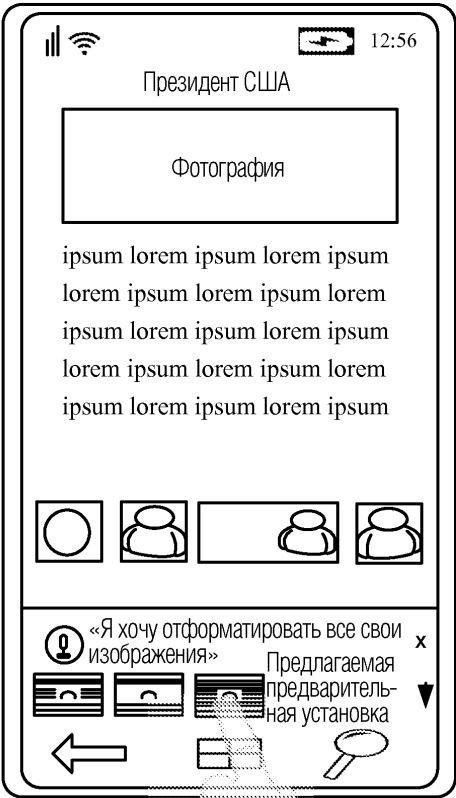 12:56
Президент США
Фотография
ipsum lorem ipsum lorem ipsum
lorem ipsum lorem ipsum lorem
ipsum lorem ipsum lorem ipsum
lorem ipsum lorem ipsum lorem
ipsum lorem ipsum lorem ipsum
«Я хочу отформатировать все свои
изображения»
x
Предлагаемая
предваритель-
ная установка